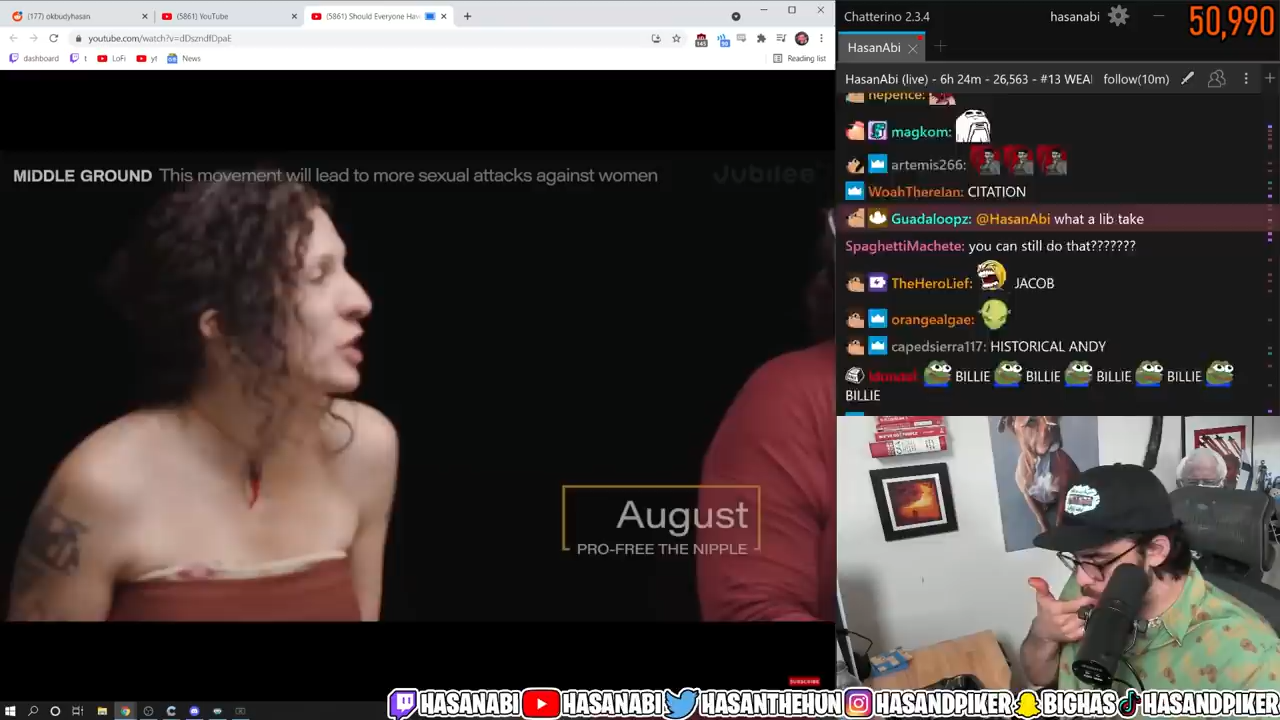 (177) okbudyhasan
(5861) YouTube
(5861) Should Everyone Hav
youtube.com/watch?v=dDszndfDpaE
dashboard
t
LoFi
yt
News
Reading list
MIDDLE GROUND This movement will lead to more sexual attacks against women
Jubilee
August
PRO-FREE THE NIPPLE
SUBSCRIBE
Chatterino 2.3.4
hasanabi
50,990
HasanAbi
HasanAbi (live) - 6h 24m - 26,563 - #13 WEA
follow(10m)
nepence:
magkom:
artemis266:
WoahTherelan: CITATION
Guadaloopz: @HasanAbi what a lib take
SpaghettiMachete: you can still do that???????
TheHeroLief: JACOB
orangealgae:
capedsierra117: HISTORICAL ANDY
BILLIE BILLIE BILLIE BILLIE
BILLIE
HASANABI HASANABI HASANTHEHUN HASANDPIKER BIGHAS HASANDPIKER